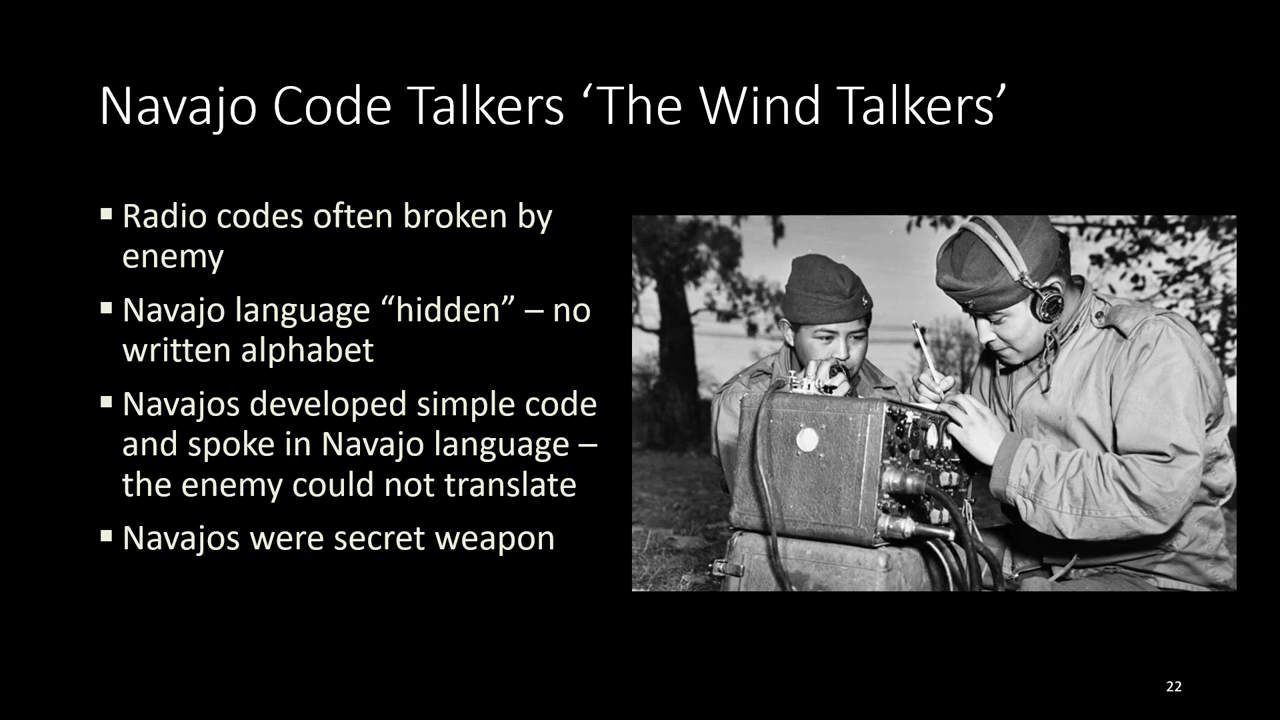 Navajo Code Talkers ‘The Wind Talkers’
▪ Radio codes often broken by
enemy
▪ Navajo language “hidden” – no
written alphabet
▪ Navajos developed simple code
and spoke in Navajo language –
the enemy could not translate
▪ Navajos were secret weapon
22